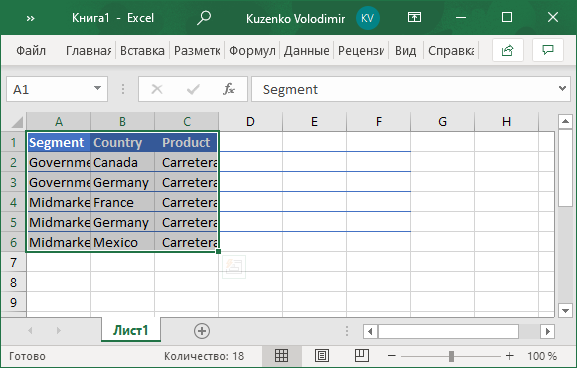 » Книга1 - Excel Kuzenko Volodimir KV
Файл Главная Вставка Разметк Формул Данные Рецензи Вид Справка
A1 fx Segment
A B C D E F G H
1 Segment Country Product
2 Governme Canada Carretera
3 Governme Germany Carretera
4 Midmarke France Carretera
5 Midmarke Germany Carretera
6 Midmarke Mexico Carretera
7
8
9
Лист1
Готово Количество: 18 100 %